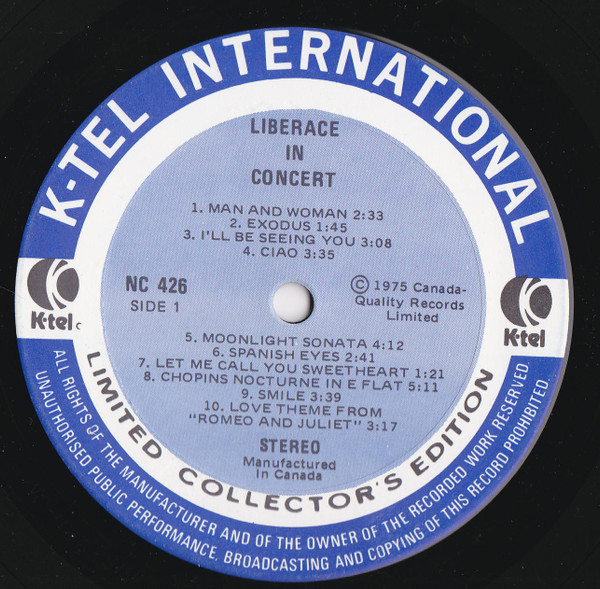 K-TEL INTERNATIONAL
LIBERACE
IN
CONCERT
1. MAN AND WOMAN 2:33
2. EXODUS 1:45
3. I'LL BE SEEING YOU 3:08
4. CIAO 3:35
NC 426
SIDE 1
© 1975 Canada-
Quality Records
Limited
K-tel c
K-tel
5. MOONLIGHT SONATA 4:12
6. SPANISH EYES 2:41
7. LET ME CALL YOU SWEETHEART 1:21
8. CHOPINS NOCTURNE IN E FLAT 5:11
9. SMILE 3:39
10. LOVE THEME FROM
"ROMEO AND JULIET" 3:17
STEREO
Manufactured
In Canada
LIMITED COLLECTOR'S EDITION
ALL RIGHTS OF THE MANUFACTURER AND OF THE OWNER OF THE RECORDED WORK RESERVED.
UNAUTHORISED PUBLIC PERFORMANCE, BROADCASTING AND COPYING OF THIS RECORD PROHIBITED.